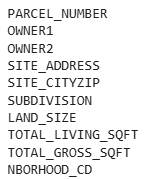 PARCEL_NUMBER
OWNER1
OWNER2
SITE_ADDRESS
SITE_CITYZIP
SUBDIVISION
LAND_SIZE
TOTAL_LIVING_SQFT
TOTAL_GROSS_SQFT
NBORHOOD_CD